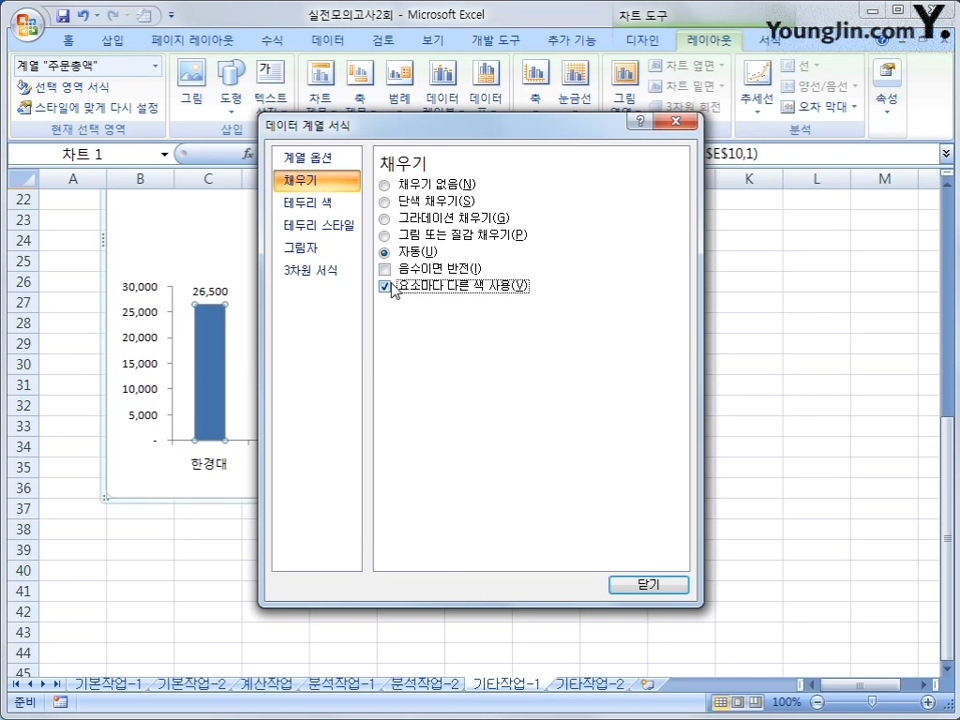 실전모의고사2회 - Microsoft Excel
차트 도구
YoungJin.com Y.
홈 삽입 페이지 레이아웃 수식 데이터 검토 보기 개발 도구 추가 기능 디자인 레이아웃 서식
계열 "주문총액"
선택 영역 서식
스타일에 맞게 다시 설정
현재 선택 영역
그림 도형 텍스트
삽입
차트 축 범례 데이터 데이터 축 눈금선 그림
차트 옆면
차트 밑면
3차원 회전
추세선
선
양선/음선
오차 막대
분석
속성
차트 1
fx
$E$10,1)
A B C K L M
22
23
24
25
26
27
28
29
30
31
32
33
34
35
36
37
38
39
40
41
42
43
44
45
30,000
25,000
20,000
15,000
10,000
5,000
-
26,500
한경대
데이터 계열 서식
계열 옵션
채우기
테두리 색
테두리 스타일
그림자
3차원 서식
채우기
채우기 없음(N)
단색 채우기(S)
그라데이션 채우기(G)
그림 또는 질감 채우기(P)
자동(U)
음수이면 반전(I)
요소마다 다른 색 사용(V)
닫기
기본작업-1 기본작업-2 계산작업 분석작업-1 분석작업-2 기타작업-1 기타작업-2
준비
100%